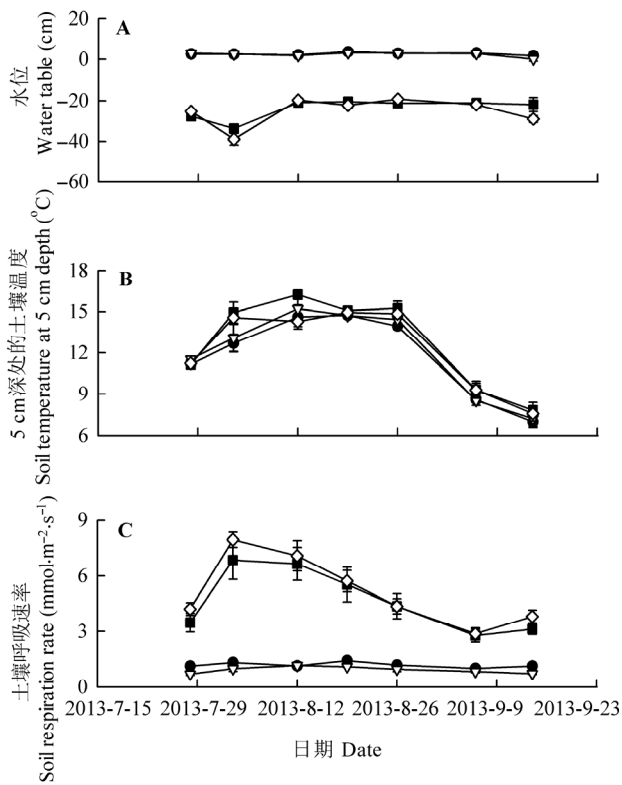 A
水位
Water table (cm)
20
0
−20
−40
−60
B
5 cm深处的土壤温度
Soil temperature at 5 cm depth (°C)
18
15
12
9
6
C
土壤呼吸速率
Soil respiration rate (mmol·m−2·s−1)
9
6
3
0
2013-7-15 2013-7-29 2013-8-12 2013-8-26 2013-9-9 2013-9-23
日期 Date